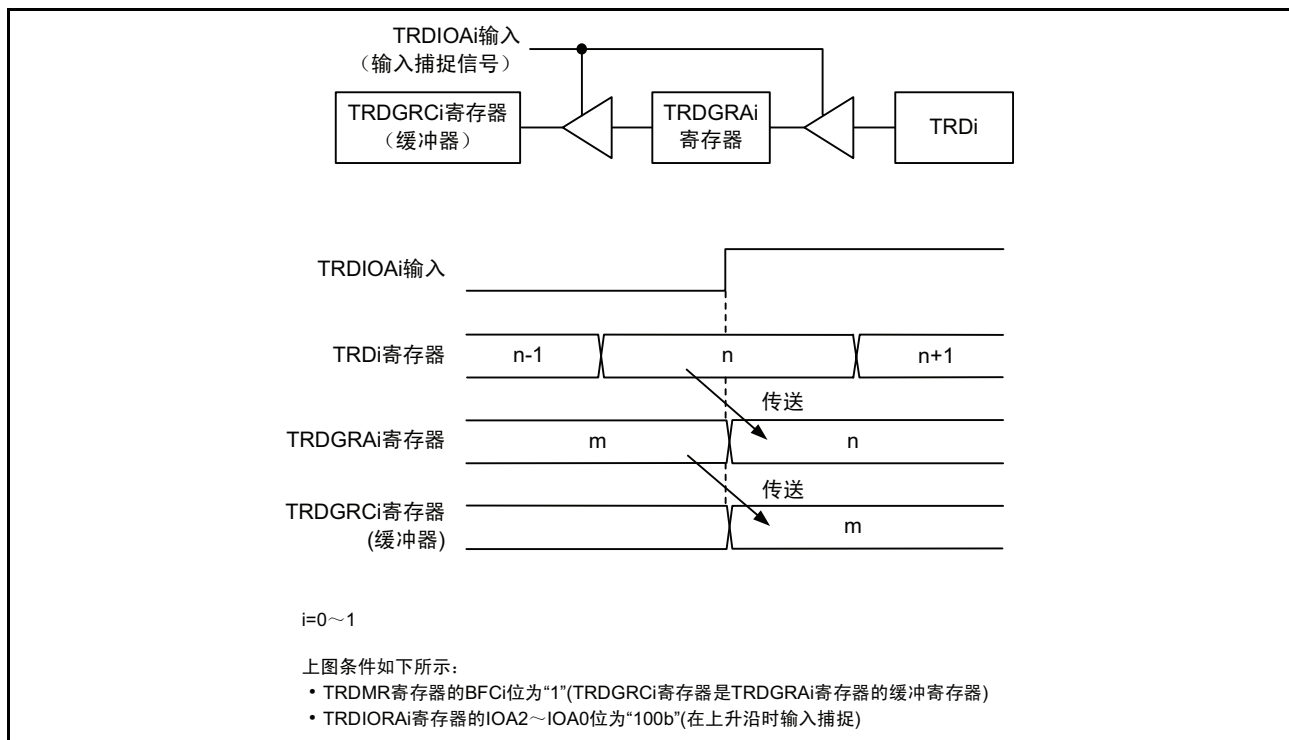 TRDIOAi输入
（输入捕捉信号）
TRDGRCi寄存器
（缓冲器）
TRDGRAi
寄存器
TRDi
TRDIOAi输入
TRDi寄存器
n-1
n
n+1
传送
TRDGRAi寄存器
m
n
传送
TRDGRCi寄存器
(缓冲器)
m
i=0～1
上图条件如下所示：
• TRDMR寄存器的BFCi位为“1”(TRDGRCi寄存器是TRDGRAi寄存器的缓冲寄存器)
• TRDIORAi寄存器的IOA2～IOA0位为“100b”(在上升沿时输入捕捉)